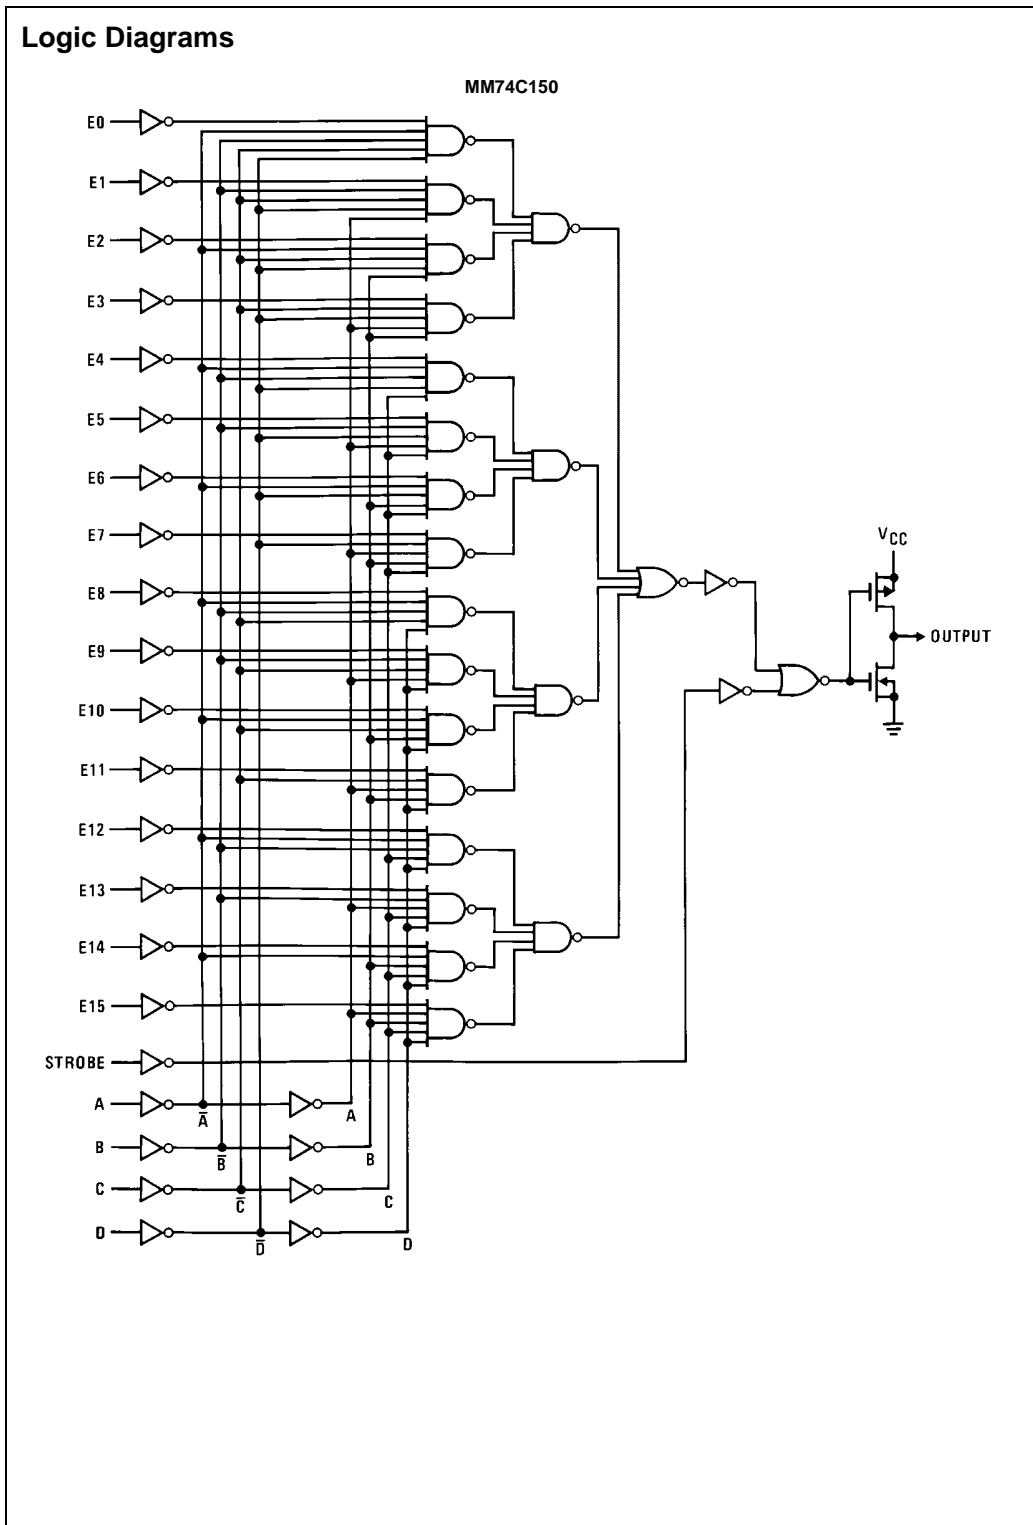 Logic Diagrams
MM74C150
E0
E1
E2
E3
E4
E5
E6
E7
VCC
E8
OUTPUT
E9
E10
E11
E12
E13
E14
E15
STROBE
A
A̅
A
B
B̅
B
C
C̅
C
D
D̅
D